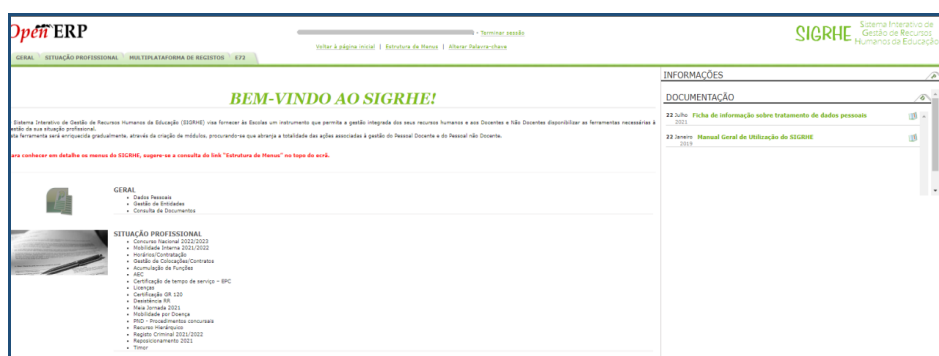 Open ERP
- Terminar sessão
Voltar à página inicial | Estrutura de Menus | Alterar Palavra-chave
SIGRHE
Sistema Interativo de
Gestão de Recursos
Humanos da Educação
GERAL SITUAÇÃO PROFISSIONAL MULTIPLATAFORMA DE REGISTOS E72
BEM-VINDO AO SIGRHE!
Sistema Interativo de Gestão de Recursos Humanos da Educação (SIGRHE) visa fornecer às Escolas um instrumento que permita a gestão integrada dos seus recursos humanos e aos Docentes e Não Docentes disponibilizar as ferramentas necessárias à
gestão da sua situação profissional.
sta ferramenta será enriquecida gradualmente, através da criação de módulos, procurando-se que abranja a totalidade das ações associadas à gestão do Pessoal Docente e do Pessoal não Docente.
ara conhecer em detalhe os menus do SIGRHE, sugere-se a consulta do link "Estrutura de Menus" no topo do ecrã.
GERAL
• Dados Pessoais
• Gestão de Entidades
• Consulta de Documentos
SITUAÇÃO PROFISSIONAL
• Concurso Nacional 2022/2023
• Mobilidade Interna 2021/2022
• Horários/Contratação
• Gestão de Colocações/Contratos
• Acumulação de Funções
• AEC
• Certificação de tempo de serviço - EPC
• Licenças
• Certificação GR 120
• Desistência RR
• Meia Jornada 2021
• Mobilidade por Doença
• PND - Procedimentos concursais
• Recurso Hierárquico
• Registo Criminal 2021/2022
• Reposicionamento 2021
• Timor
INFORMAÇÕES
DOCUMENTAÇÃO
22 Julho 2021 Ficha de informação sobre tratamento de dados pessoais
22 Janeiro 2019 Manual Geral de Utilização do SIGRHE